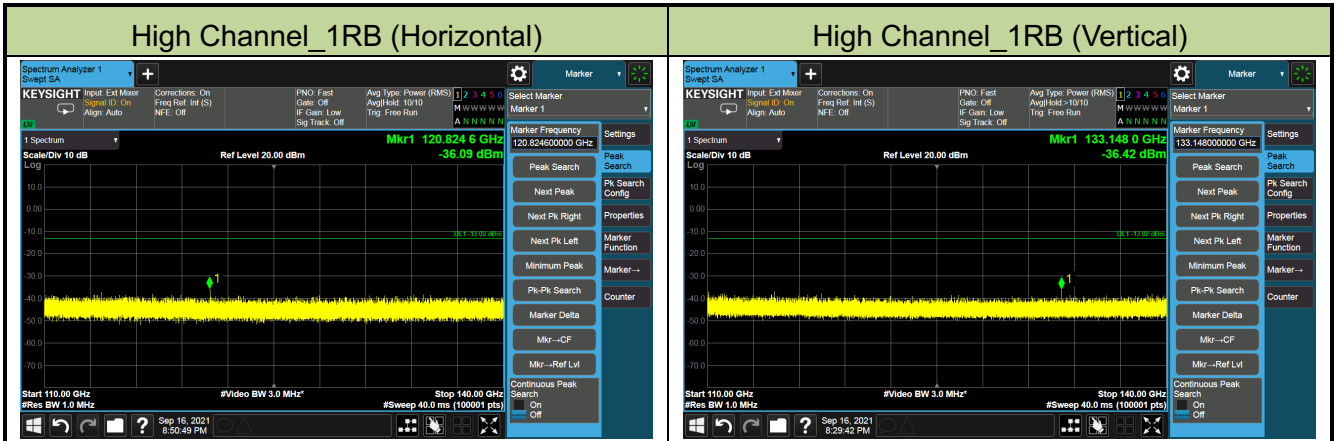 High Channel_1RB (Horizontal)
Spectrum Analyzer 1
Swept SA
+
Marker
KEYSIGHT
Input: Ext Mixer
Signal ID: On
Align: Auto
Corrections: On
Freq Ref: Int (S)
NFE: Off
PNO: Fast
Gate: Off
IF Gain: Low
Sig Track: Off
Avg Type: Power (RMS)
Avg|Hold: 10/10
Trig: Free Run
1 2 3 4 5 6
M W W W W W
A N N N N N
LXI
Select Marker
Marker 1
1 Spectrum
Mkr1 120.824 6 GHz
-36.09 dBm
Scale/Div 10 dB
Ref Level 20.00 dBm
Log
10.0
0.00
-10.0
-20.0
-30.0
-40.0
-50.0
-60.0
-70.0
DL1 -13.00 dBm
1
Start 110.00 GHz
#Video BW 3.0 MHz*
Stop 140.00 GHz
#Res BW 1.0 MHz
#Sweep 40.0 ms (100001 pts)
Marker Frequency
120.824600000 GHz
Peak Search
Next Peak
Next Pk Right
Next Pk Left
Minimum Peak
Pk-Pk Search
Marker Delta
Mkr→CF
Mkr→Ref Lvl
Continuous Peak
Search
On
Off
Settings
Peak
Search
Pk Search
Config
Properties
Marker
Function
Marker→
Counter
?
Sep 16, 2021
8:50:49 PM
High Channel_1RB (Vertical)
Spectrum Analyzer 1
Swept SA
+
Marker
KEYSIGHT
Input: Ext Mixer
Signal ID: On
Align: Auto
Corrections: On
Freq Ref: Int (S)
NFE: Off
PNO: Fast
Gate: Off
IF Gain: Low
Sig Track: Off
Avg Type: Power (RMS)
Avg|Hold:>10/10
Trig: Free Run
1 2 3 4 5 6
M W W W W W
A N N N N N
LXI
Select Marker
Marker 1
1 Spectrum
Mkr1 133.148 0 GHz
-36.42 dBm
Scale/Div 10 dB
Ref Level 20.00 dBm
Log
10.0
0.00
-10.0
-20.0
-30.0
-40.0
-50.0
-60.0
-70.0
DL1 -13.00 dBm
1
Start 110.00 GHz
#Video BW 3.0 MHz*
Stop 140.00 GHz
#Res BW 1.0 MHz
#Sweep 40.0 ms (100001 pts)
Marker Frequency
133.148000000 GHz
Peak Search
Next Peak
Next Pk Right
Next Pk Left
Minimum Peak
Pk-Pk Search
Marker Delta
Mkr→CF
Mkr→Ref Lvl
Continuous Peak
Search
On
Off
Settings
Peak
Search
Pk Search
Config
Properties
Marker
Function
Marker→
Counter
?
Sep 16, 2021
8:29:42 PM